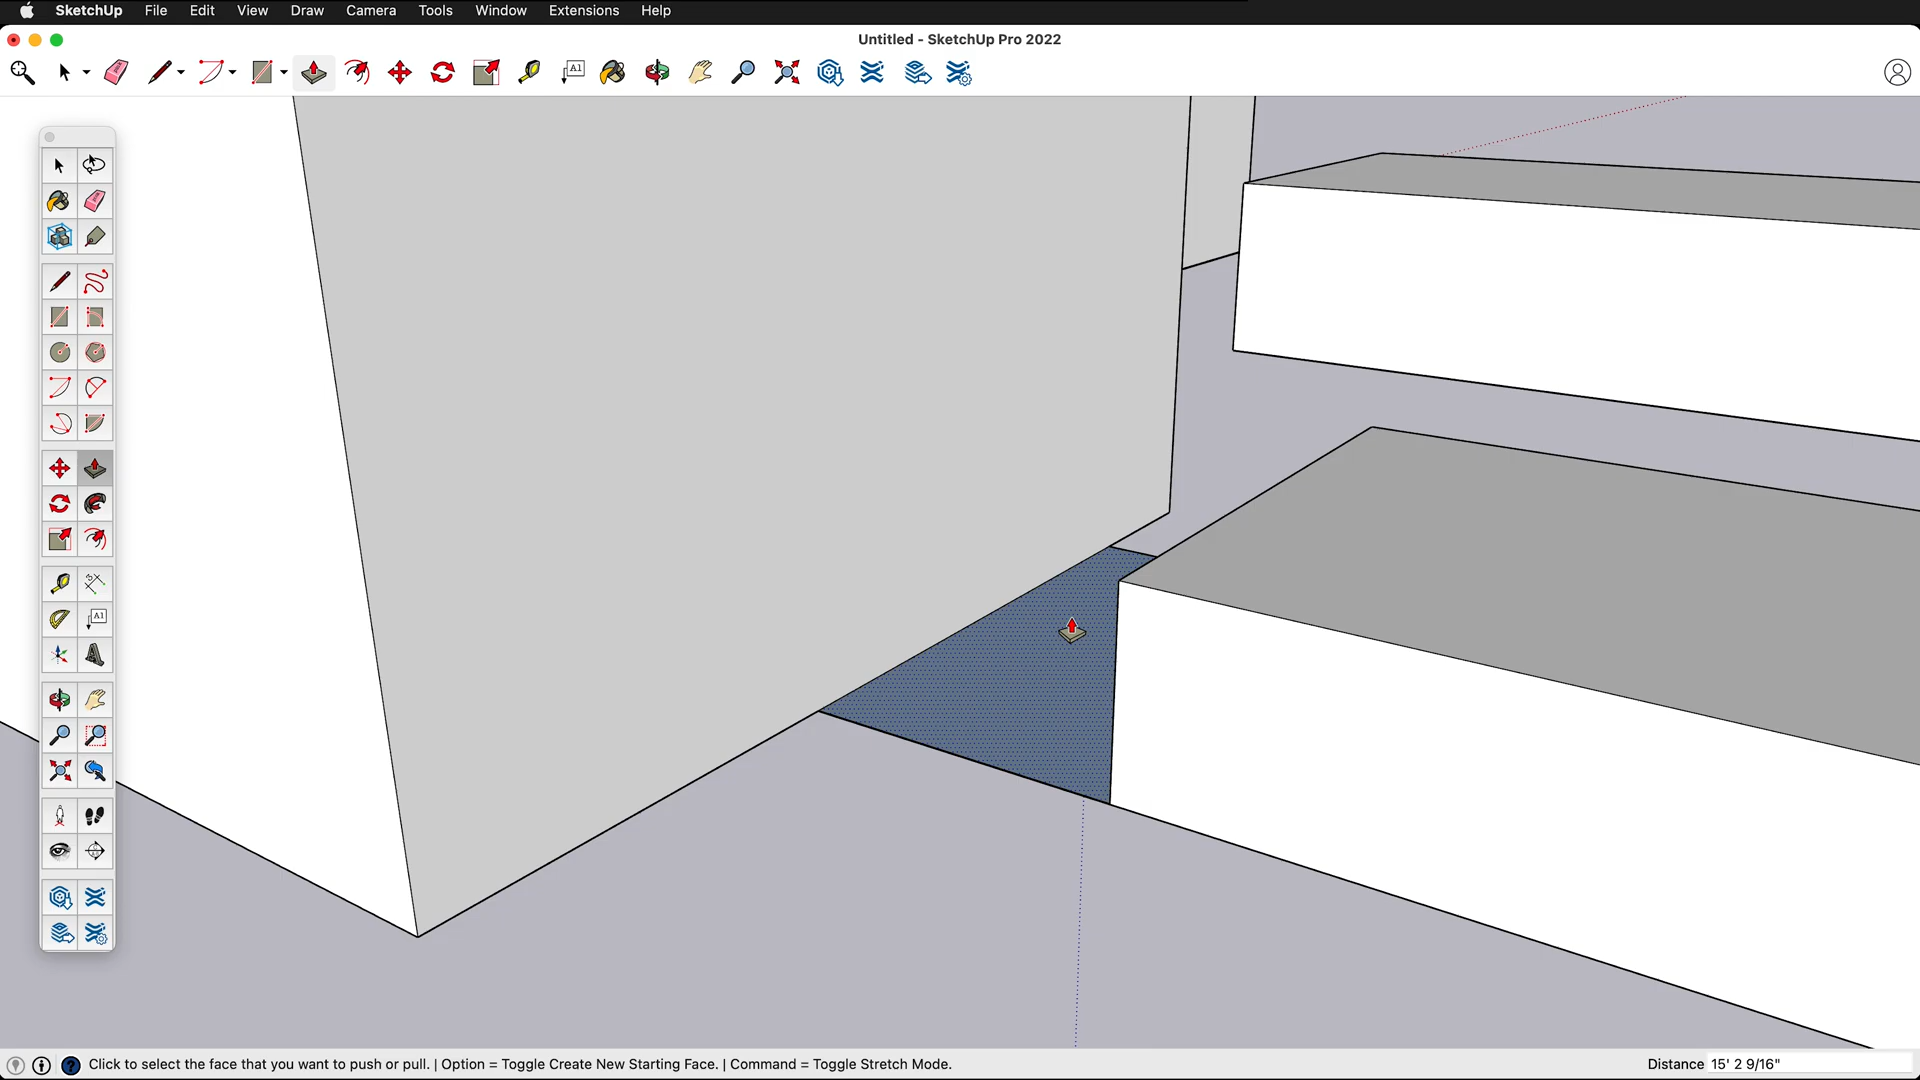 SketchUp File Edit View Draw Camera Tools Window Extensions Help
Untitled - SketchUp Pro 2022
A1
A1
Click to select the face that you want to push or pull. | Option = Toggle Create New Starting Face. | Command = Toggle Stretch Mode.
Distance 15' 2 9/16"